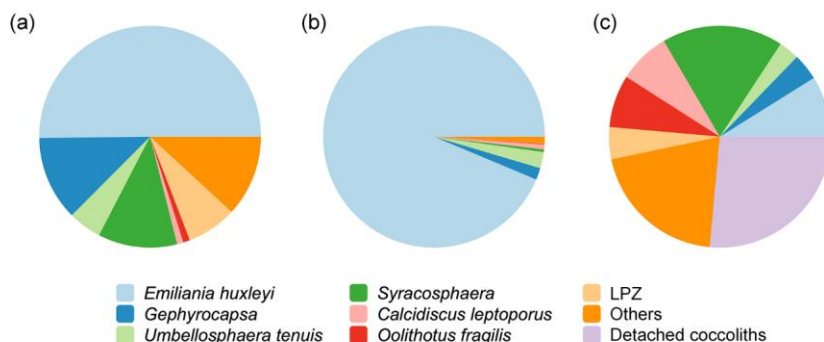 (a) (b) (c)
Emiliania huxleyi Syracosphaera LPZ
Gephyrocapsa Calcidiscus leptoporus Others
Umbellosphaera tenuis Oolithotus fragilis Detached coccoliths